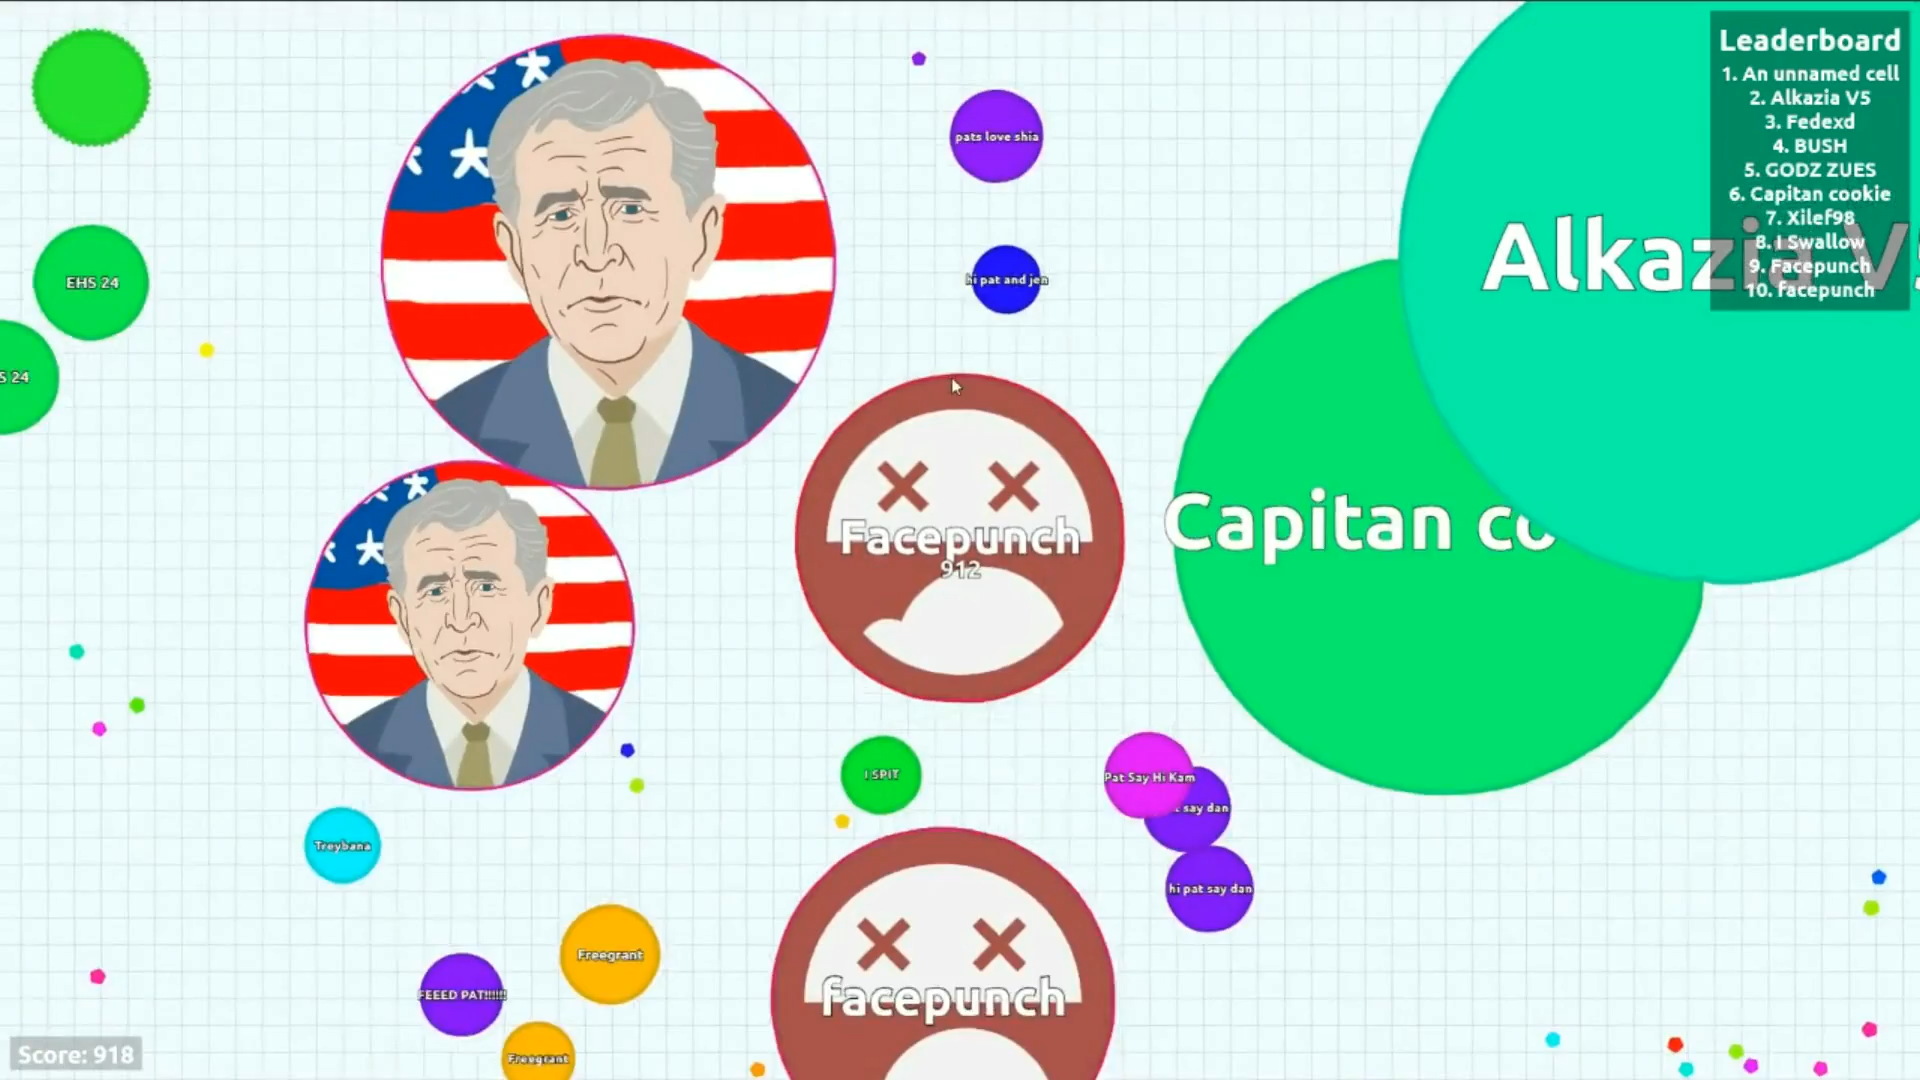 Leaderboard
1. An unnamed cell
2. Alkazia V5
3. Fedexd
4. BUSH
5. GODZ ZUES
6. Capitan cookie
7. Xilef98
8. I Swallow
9. Facepunch
10. facepunch
pats love shia
Alkazia V5
hi pat and jen
EHS 24
S 24
Capitan co
Facepunch
912
I SPIT
Pat Say Hi Kam
say dan
Treybana
hi pat say dan
Freegrant
FEEED PAT!!!!!!
facepunch
Freegrant
Score: 918